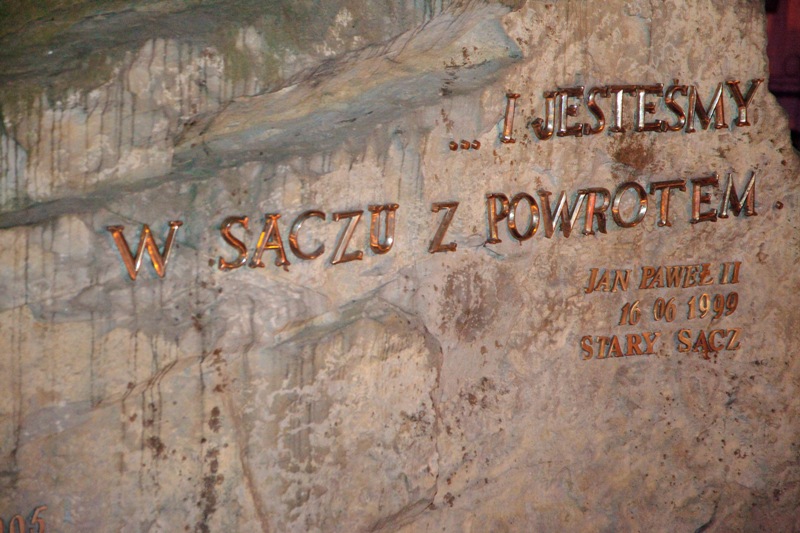 ... I JESTEŚMY
W SĄCZU Z POWROTEM.
JAN PAWEŁ II
16 06 1999
STARY SĄCZ